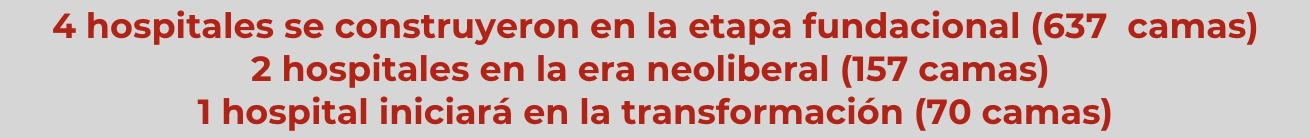 4 hospitales se construyeron en la etapa fundacional (637  camas)
2 hospitales en la era neoliberal (157 camas)
1 hospital iniciará en la transformación (70 camas)